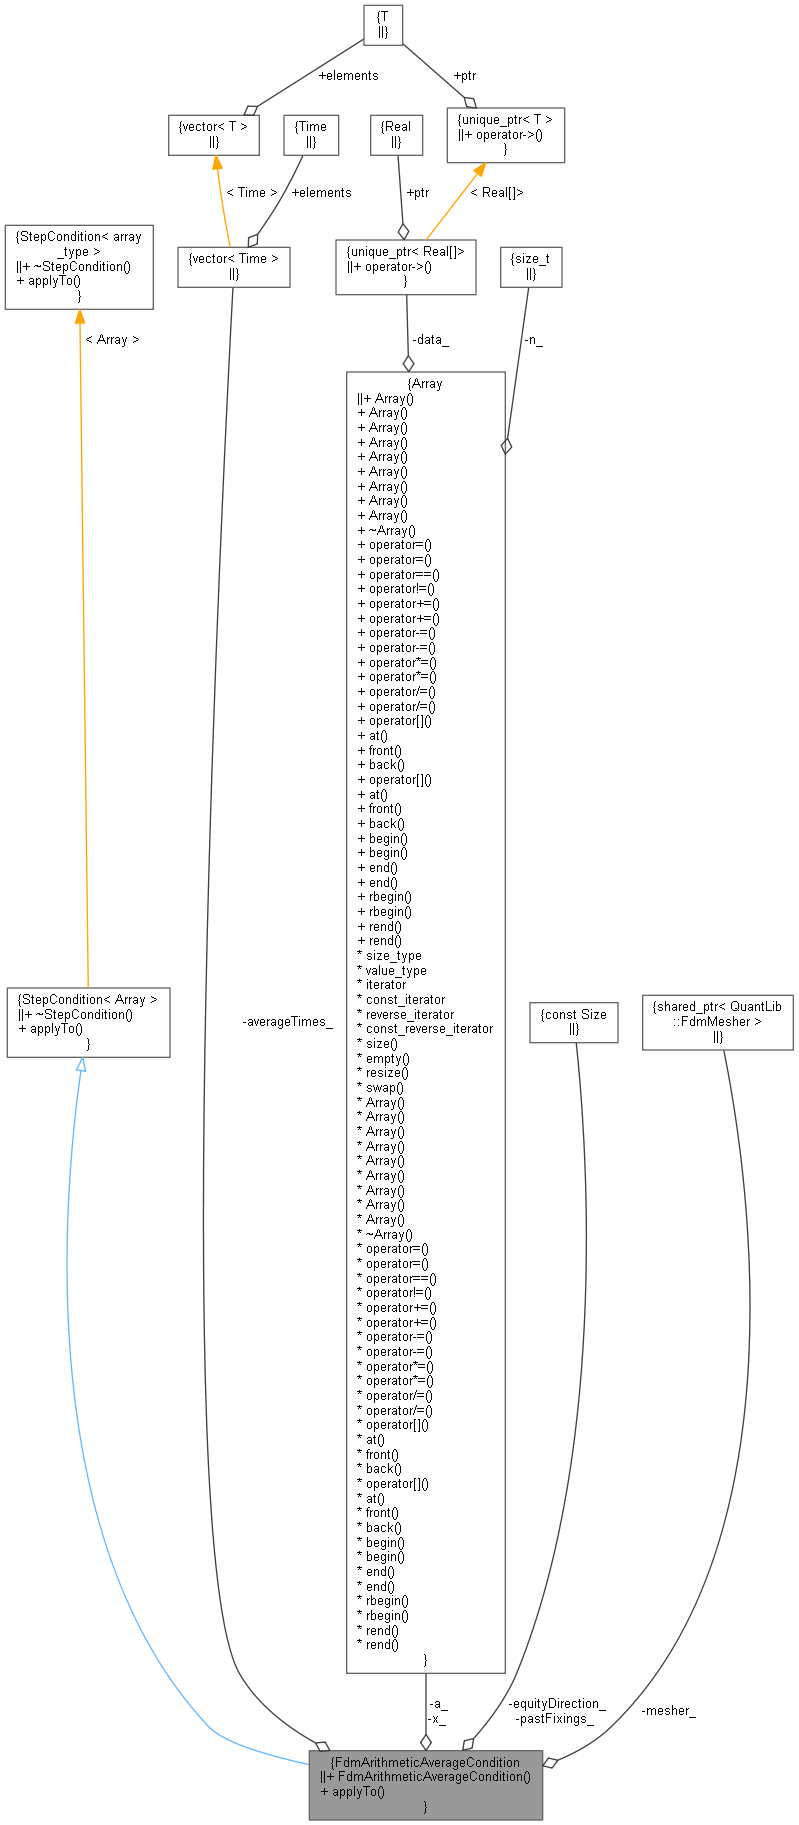 {T
||}
+elements
+ptr
{vector< T >
||}
{Time
||}
{Real
||}
{unique_ptr< T >
||+ operator->()
}
< Time >
+elements
+ptr
< Real[]>
{StepCondition< array
_type >
||+ ~StepCondition()
+ applyTo()
}
{vector< Time >
||}
{unique_ptr< Real[]>
||+ operator->()
}
{size_t
||}
< Array >
-data_
-n_
{Array
||+ Array()
+ Array()
+ Array()
+ Array()
+ Array()
+ Array()
+ Array()
+ Array()
+ Array()
+ ~Array()
+ operator=()
+ operator=()
+ operator==()
+ operator!=()
+ operator+=()
+ operator+=()
+ operator-=()
+ operator-=()
+ operator*=()
+ operator*=()
+ operator/=()
+ operator/=()
+ operator[]()
+ at()
+ front()
+ back()
+ operator[]()
+ at()
+ front()
+ back()
+ begin()
+ begin()
+ end()
+ end()
+ rbegin()
+ rbegin()
+ rend()
+ rend()
* size_type
* value_type
* iterator
* const_iterator
* reverse_iterator
* const_reverse_iterator
* size()
* empty()
* resize()
* swap()
* Array()
* Array()
* Array()
* Array()
* Array()
* Array()
* Array()
* Array()
* Array()
* ~Array()
* operator=()
* operator=()
* operator==()
* operator!=()
* operator+=()
* operator+=()
* operator-=()
* operator-=()
* operator*=()
* operator*=()
* operator/=()
* operator/=()
* operator[]()
* at()
* front()
* back()
* operator[]()
* at()
* front()
* back()
* begin()
* begin()
* end()
* end()
* rbegin()
* rbegin()
* rend()
* rend()
}
{StepCondition< Array >
||+ ~StepCondition()
+ applyTo()
}
-averageTimes_
{const Size
||}
{shared_ptr< QuantLib
::FdmMesher >
||}
-a_
-x_
-equityDirection_
-pastFixings_
-mesher_
{FdmArithmeticAverageCondition
||+ FdmArithmeticAverageCondition()
+ applyTo()
}